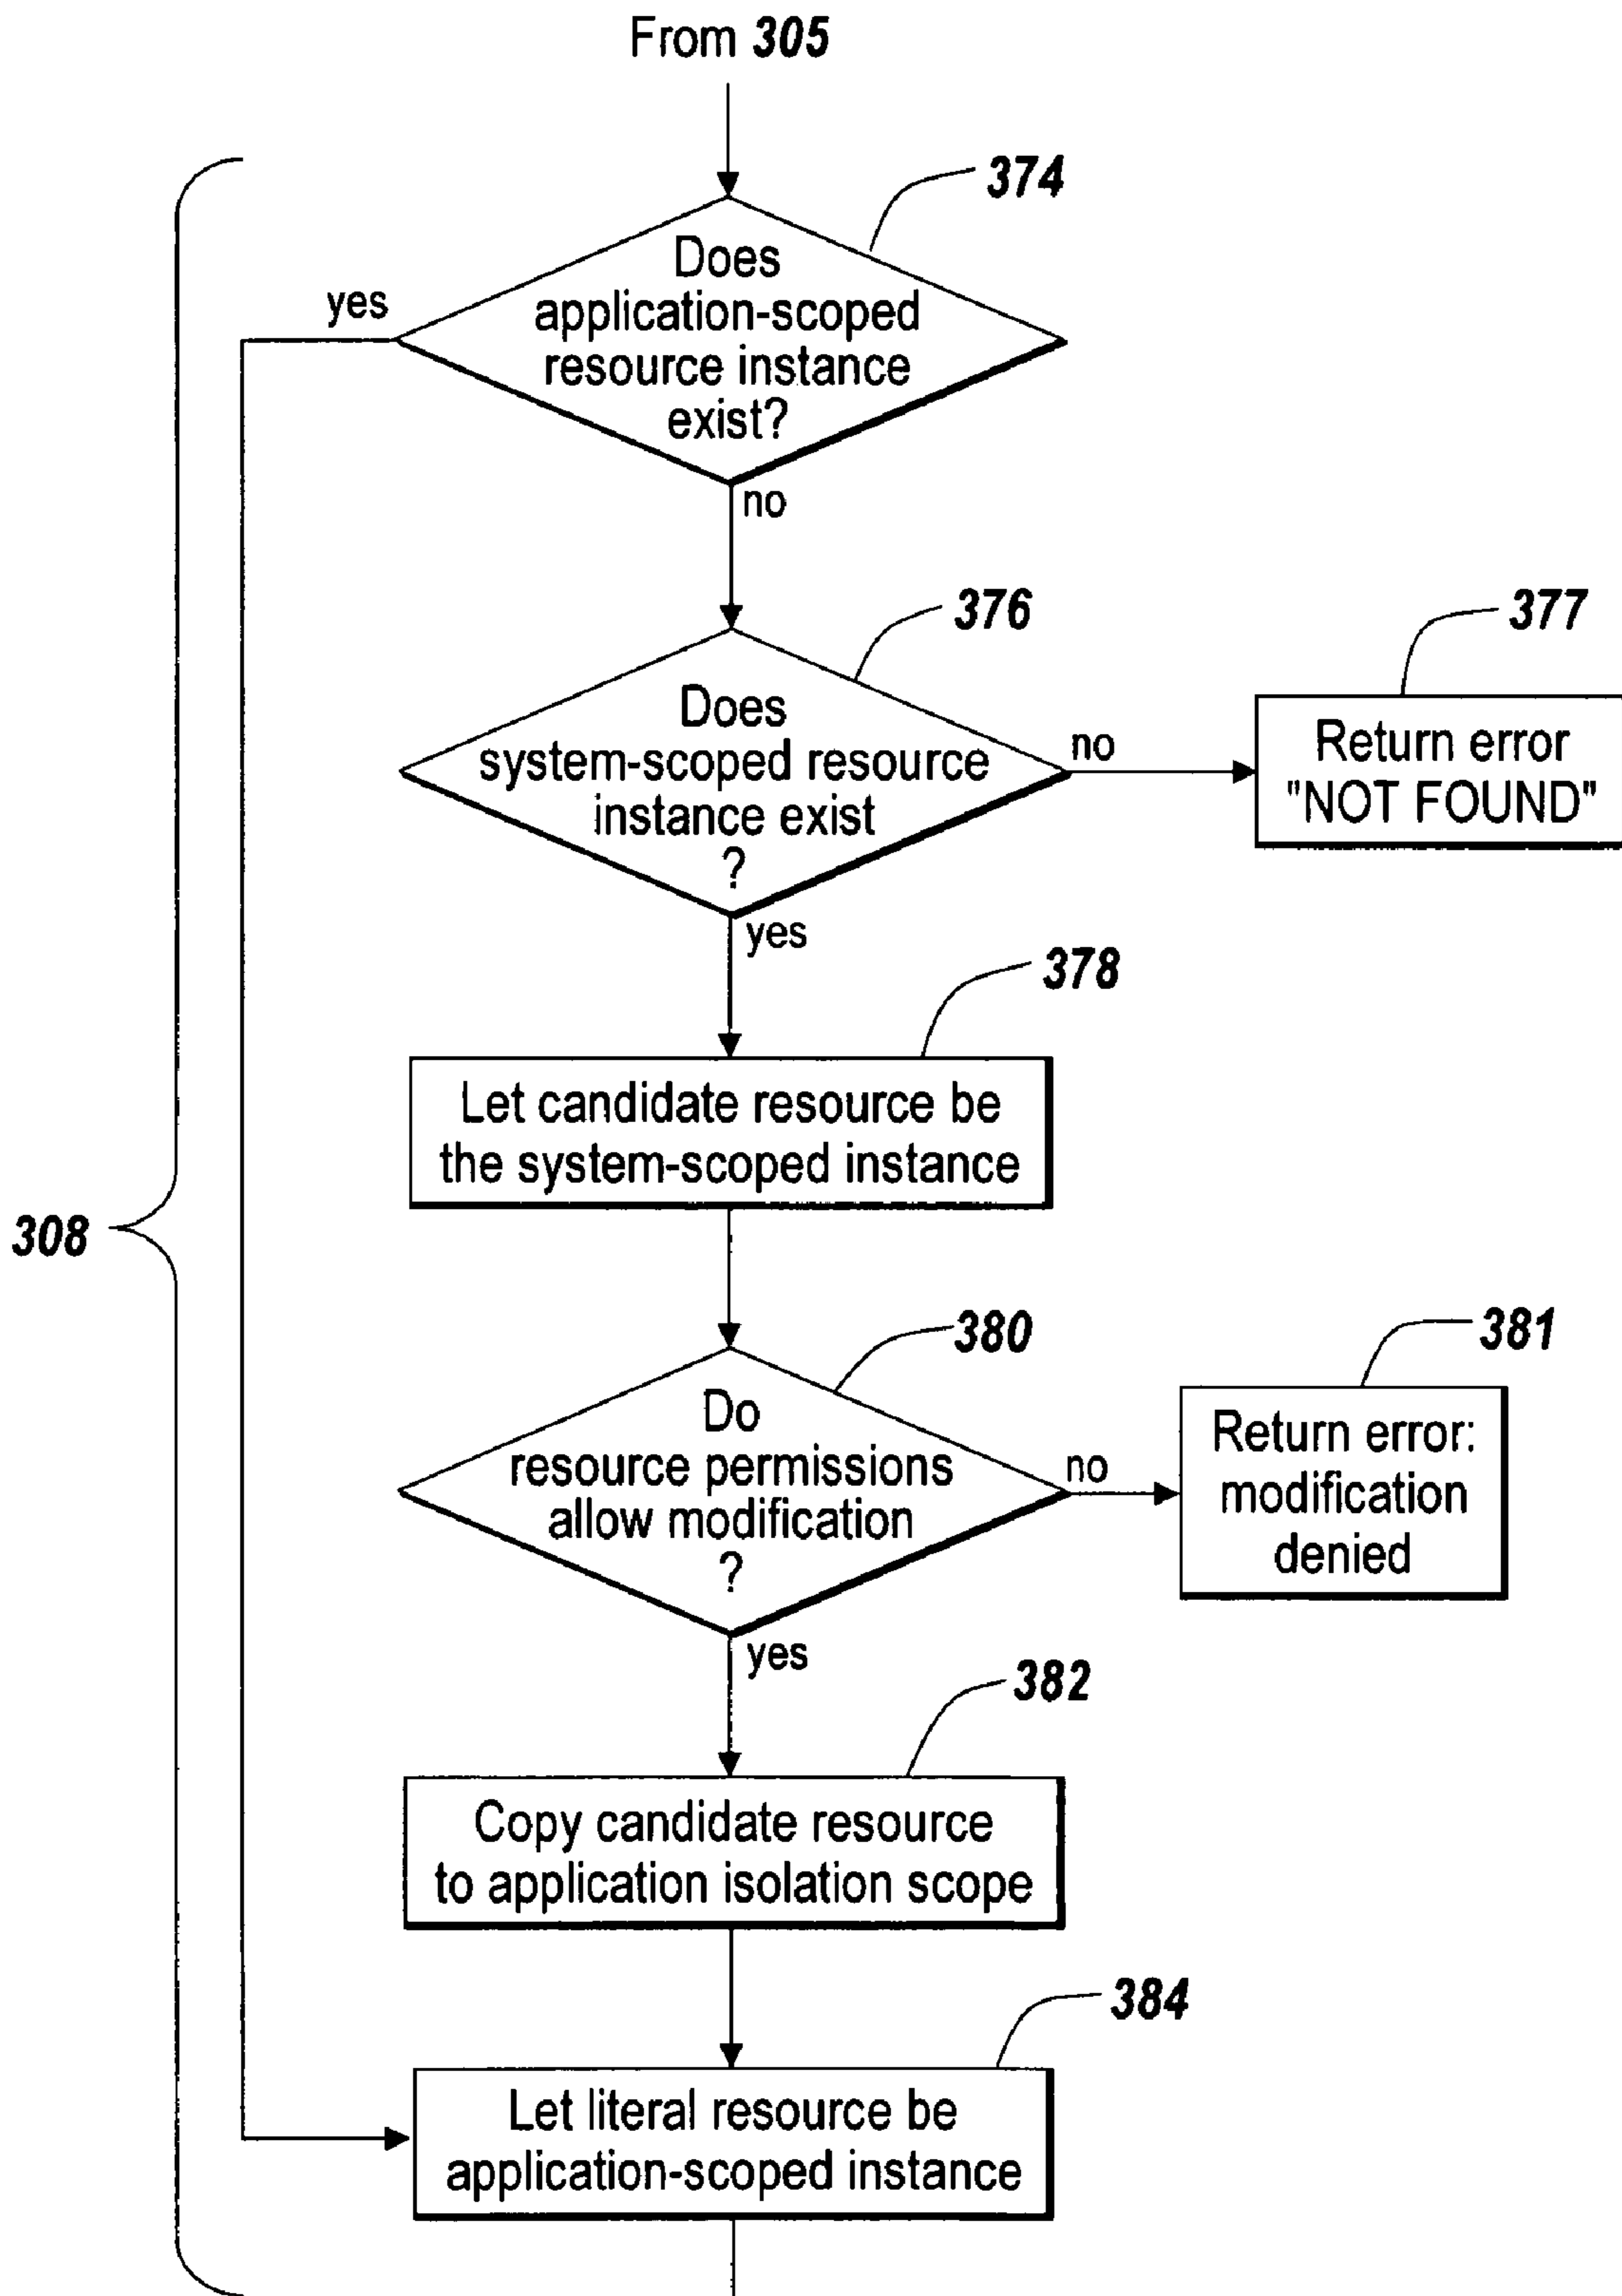 From 305
374
Does
application-scoped
resource instance
exist?
yes
no
376
Does
system-scoped resource
instance exist
?
no
377
Return error
"NOT FOUND"
yes
378
Let candidate resource be
the system-scoped instance
308
380
Do
resource permissions
allow modification
?
no
381
Return error:
modification
denied
yes
382
Copy candidate resource
to application isolation scope
384
Let literal resource be
application-scoped instance